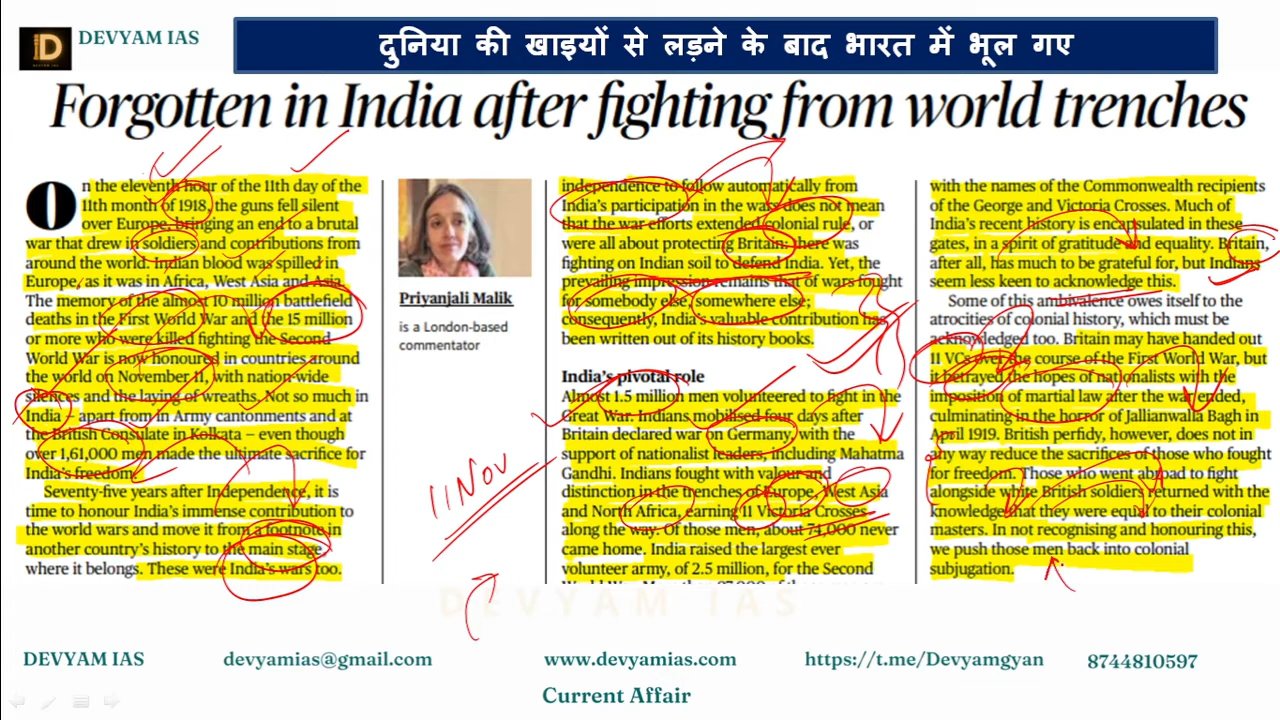 DEVYAM IAS
दुनिया की खाइयों से लड़ने के बाद भारत में भूल गए
Forgotten in India after fighting from world trenches
On the eleventh hour of the 11th day of the
11th month of 1918, the guns fell silent
over Europe, bringing an end to a brutal
war that drew in soldiers and contributions from
around the world. Indian blood was spilled in
Europe, as it was in Africa, West Asia and Asia.
The memory of the almost 10 million battlefield
deaths in the First World War and the 15 million
or more who were killed fighting the Second
World War is now honoured in countries around
the world on November 11, with nation-wide
silences and the laying of wreaths. Not so much in
India – apart from in Army cantonments and at
the British Consulate in Kolkata – even though
over 1,61,000 men made the ultimate sacrifice for
India's freedom.
Seventy-five years after Independence, it is
time to honour India's immense contribution to
the world wars and move it from a footnote in
another country's history to the main stage,
where it belongs. These were India's wars too.
Priyanjali Malik
is a London-based
commentator
11 Nov
independence to follow automatically from
India's participation in the wars does not mean
that the war efforts extended colonial rule, or
were all about protecting Britain. There was
fighting on Indian soil to defend India. Yet, the
prevailing impression remains that of wars fought
for somebody else, somewhere else;
consequently, India's valuable contribution has
been written out of its history books.
India's pivotal role
Almost 1.5 million men volunteered to fight in the
Great War. Indians mobilised four days after
Britain declared war on Germany, with the
support of nationalist leaders, including Mahatma
Gandhi. Indians fought with valour and
distinction in the trenches of Europe, West Asia
and North Africa, earning 11 Victoria Crosses
along the way. Of those men, about 74,000 never
came home. India raised the largest ever
volunteer army, of 2.5 million, for the Second
with the names of the Commonwealth recipients
of the George and Victoria Crosses. Much of
India's recent history is encapsulated in these
gates, in a spirit of gratitude and equality. Britain,
after all, has much to be grateful for, but Indians
seem less keen to acknowledge this.
Some of this ambivalence owes itself to the
atrocities of colonial history, which must be
acknowledged too. Britain may have handed out
11 VCs over the course of the First World War, but
it betrayed the hopes of nationalists with the
imposition of martial law after the war ended,
culminating in the horror of Jallianwalla Bagh in
April 1919. British perfidy, however, does not in
any way reduce the sacrifices of those who fought
for freedom. Those who went abroad to fight
alongside white British soldiers returned with the
knowledge that they were equal to their colonial
masters. In not recognising and honouring this,
we push those men back into colonial
subjugation.
DEVYAM IAS
DEVYAM IAS devyamias@gmail.com www.devyamias.com https://t.me/Devyamgyan 8744810597
Current Affair